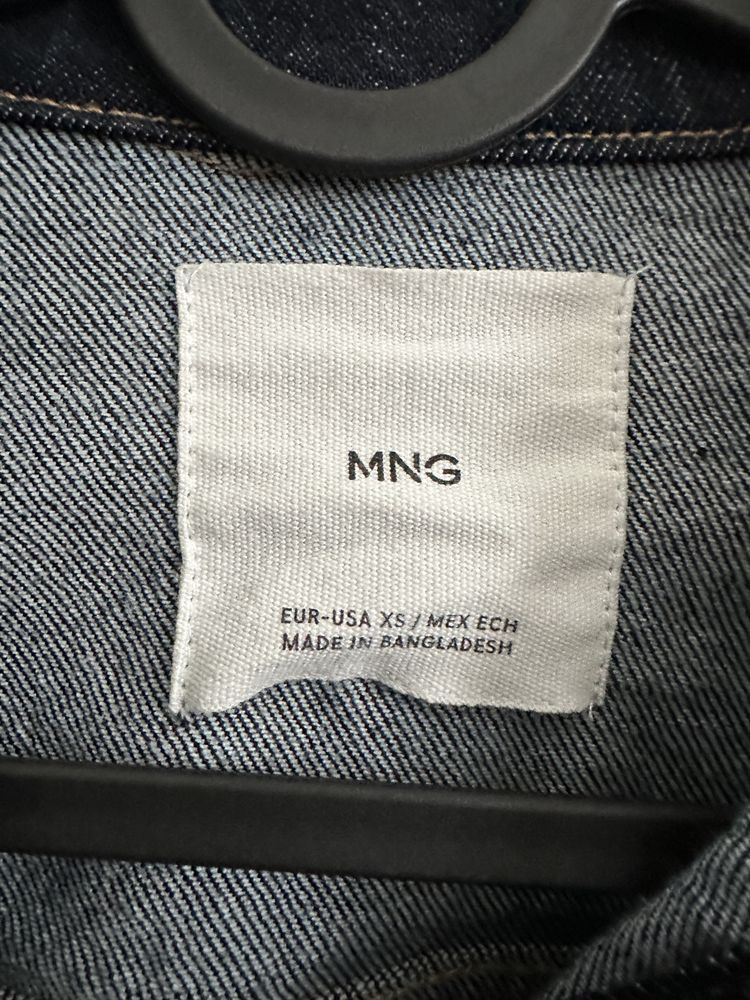 MNG
EUR-USA XS / MEX ECH
MADE IN BANGLADESH